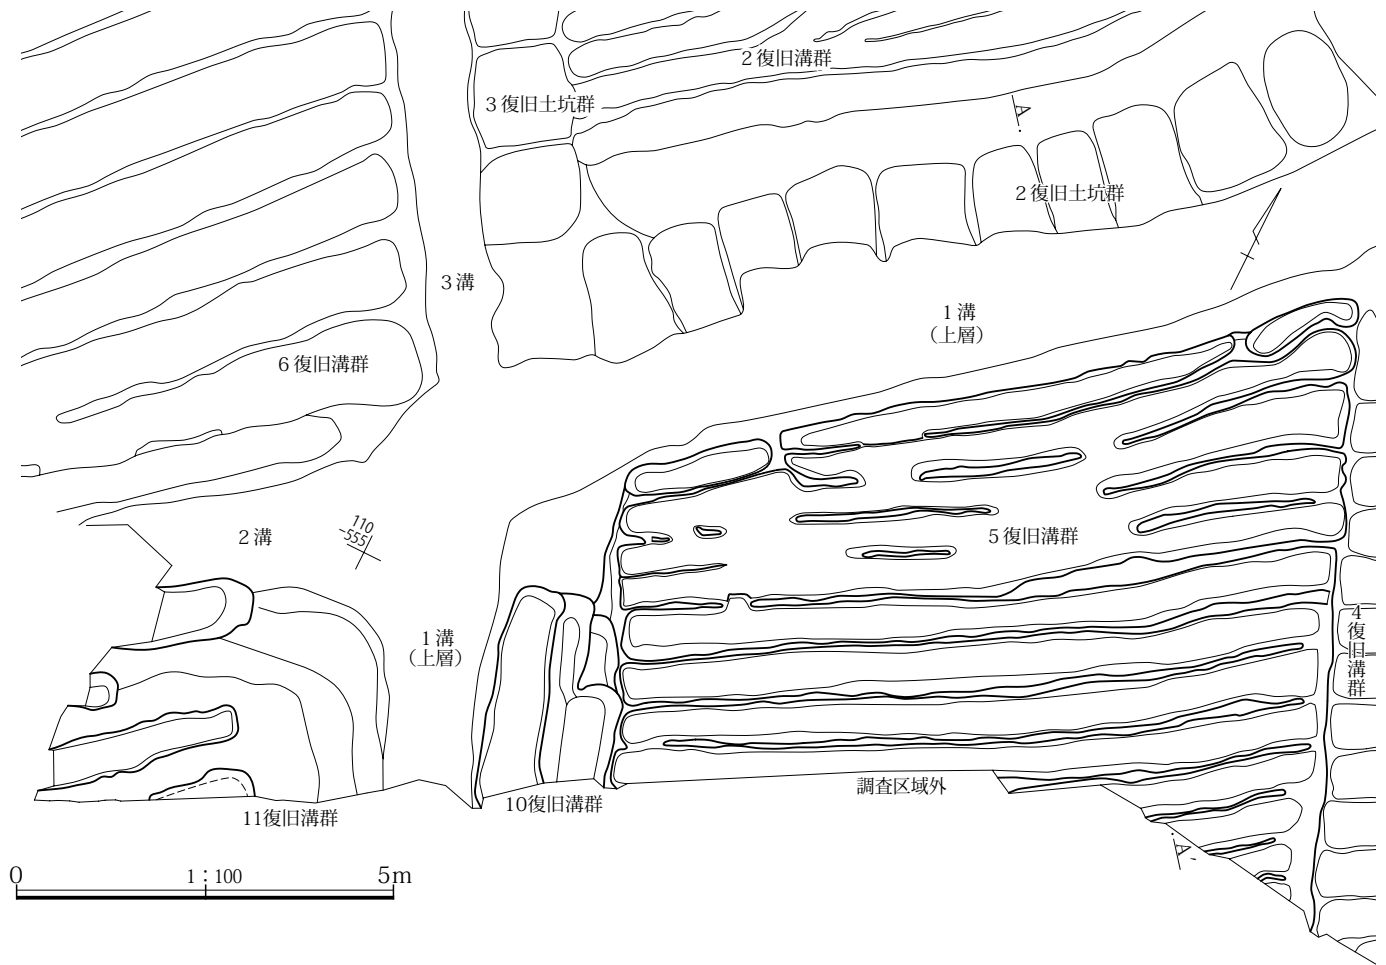 2復旧溝群
3復旧土坑群
A
2復旧土坑群
3溝
1溝
(上層)
6復旧溝群
2溝
110
-555
5復旧溝群
1溝
(上層)
4復旧溝群
調査区域外
10復旧溝群
11復旧溝群
A'
0
1:100
5m